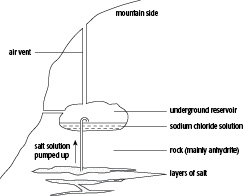 mountain side
air vent
underground reservoir
sodium chloride solution
salt solution
pumped up
rock (mainly anhydrite)
layers of salt